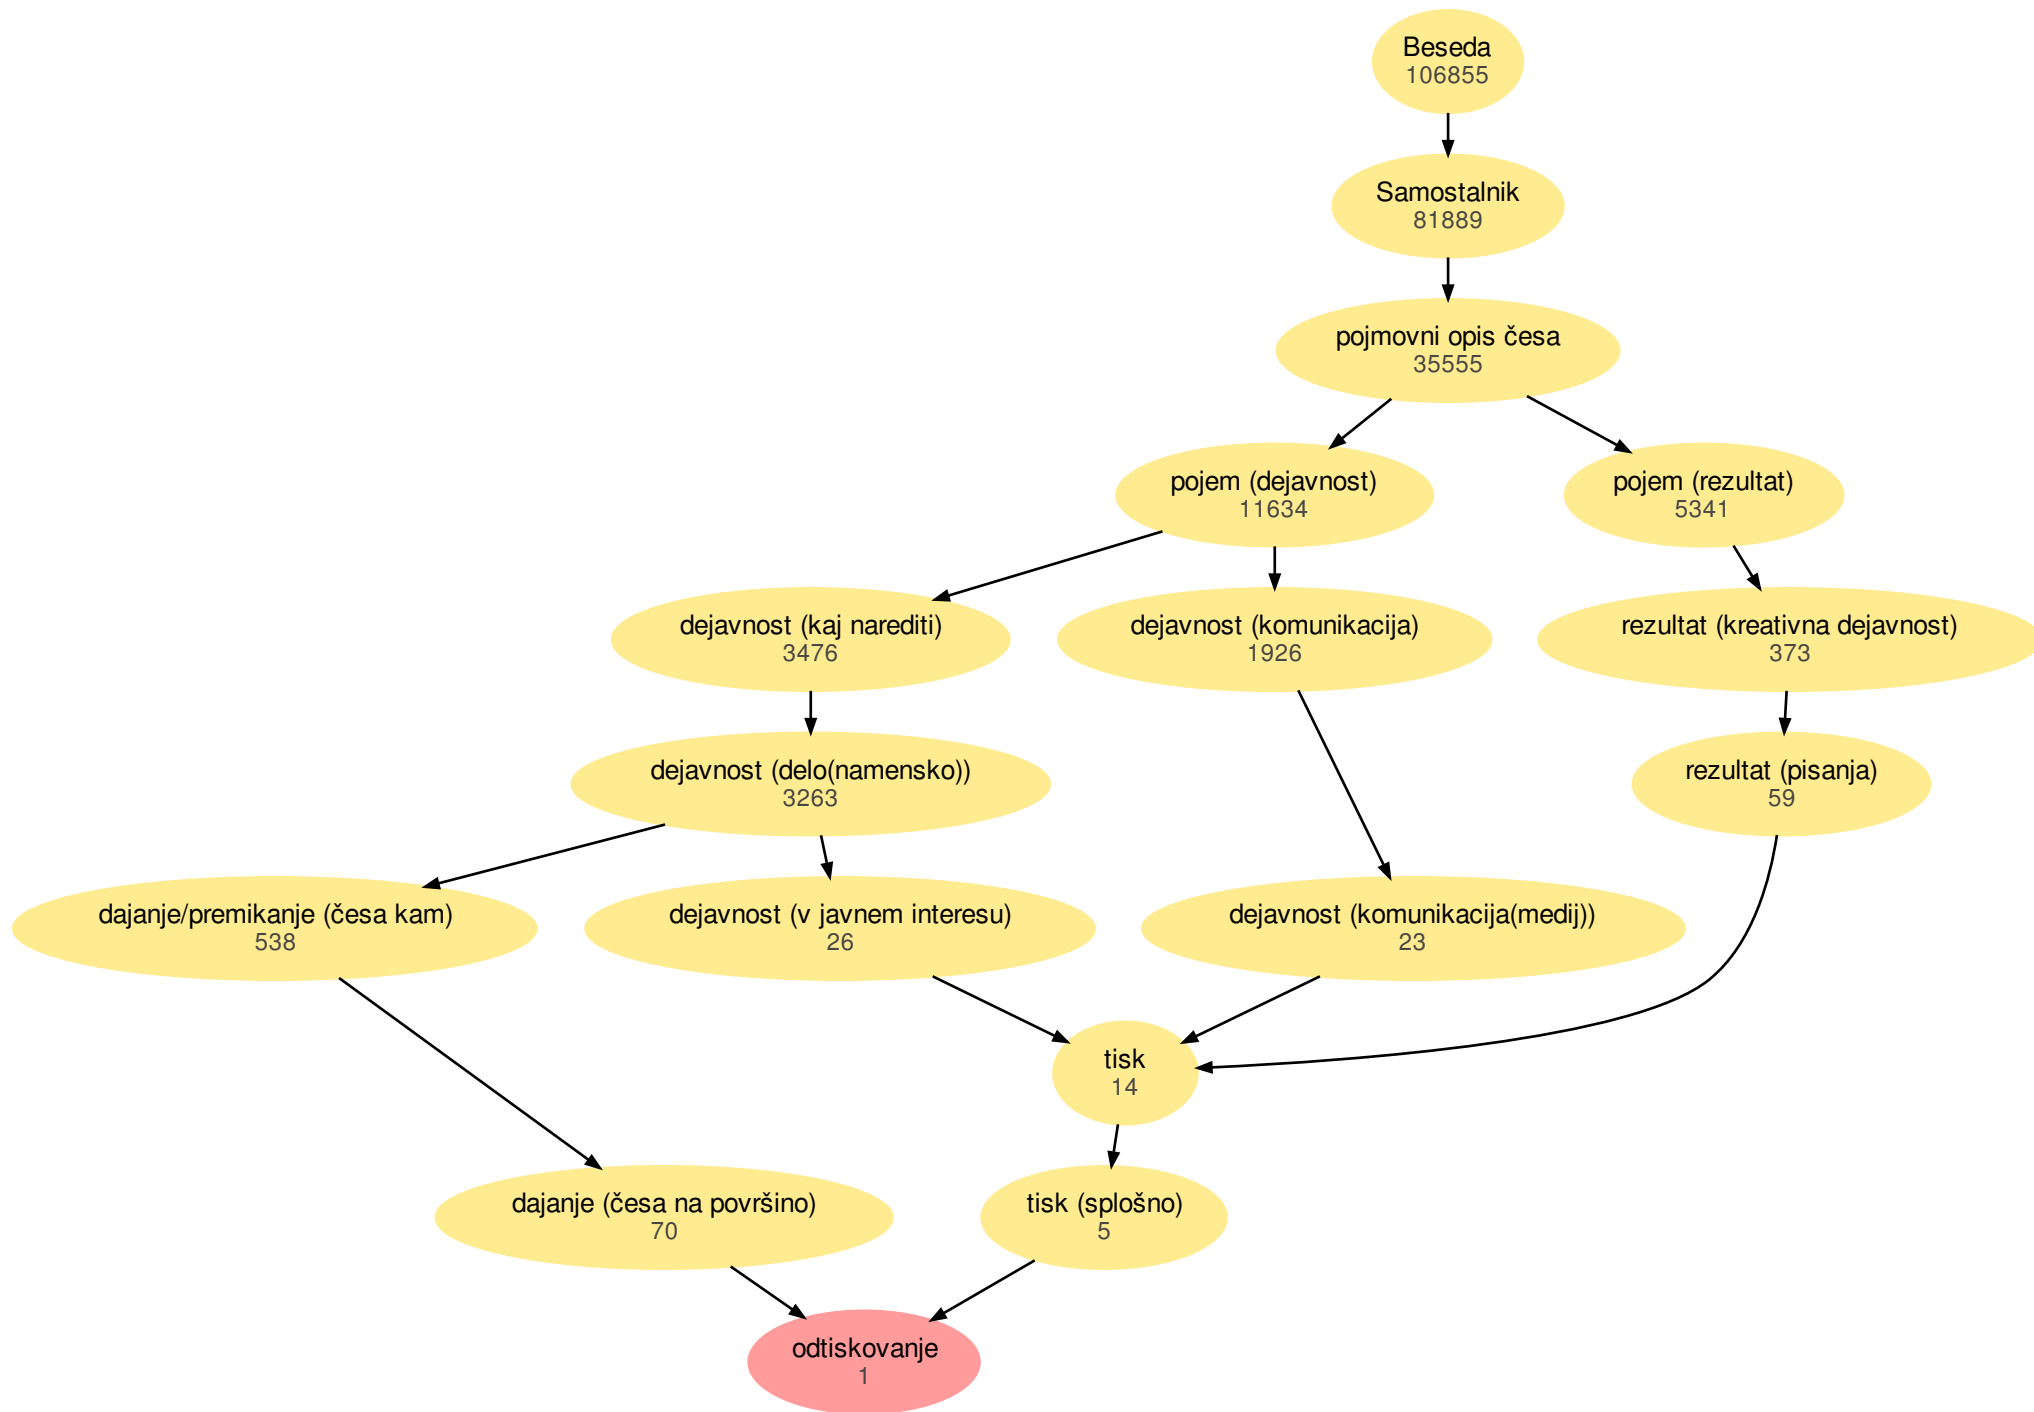 Beseda
106855
Samostalnik
81889
pojmovni opis česa
35555
pojem (dejavnost)
11634
pojem (rezultat)
5341
dejavnost (kaj narediti)
3476
dejavnost (komunikacija)
1926
rezultat (kreativna dejavnost)
373
dejavnost (delo(namensko))
3263
rezultat (pisanja)
59
dajanje/premikanje (česa kam)
538
dejavnost (v javnem interesu)
26
dejavnost (komunikacija(medij))
23
tisk
14
dajanje (česa na površino)
70
tisk (splošno)
5
odtiskovanje
1